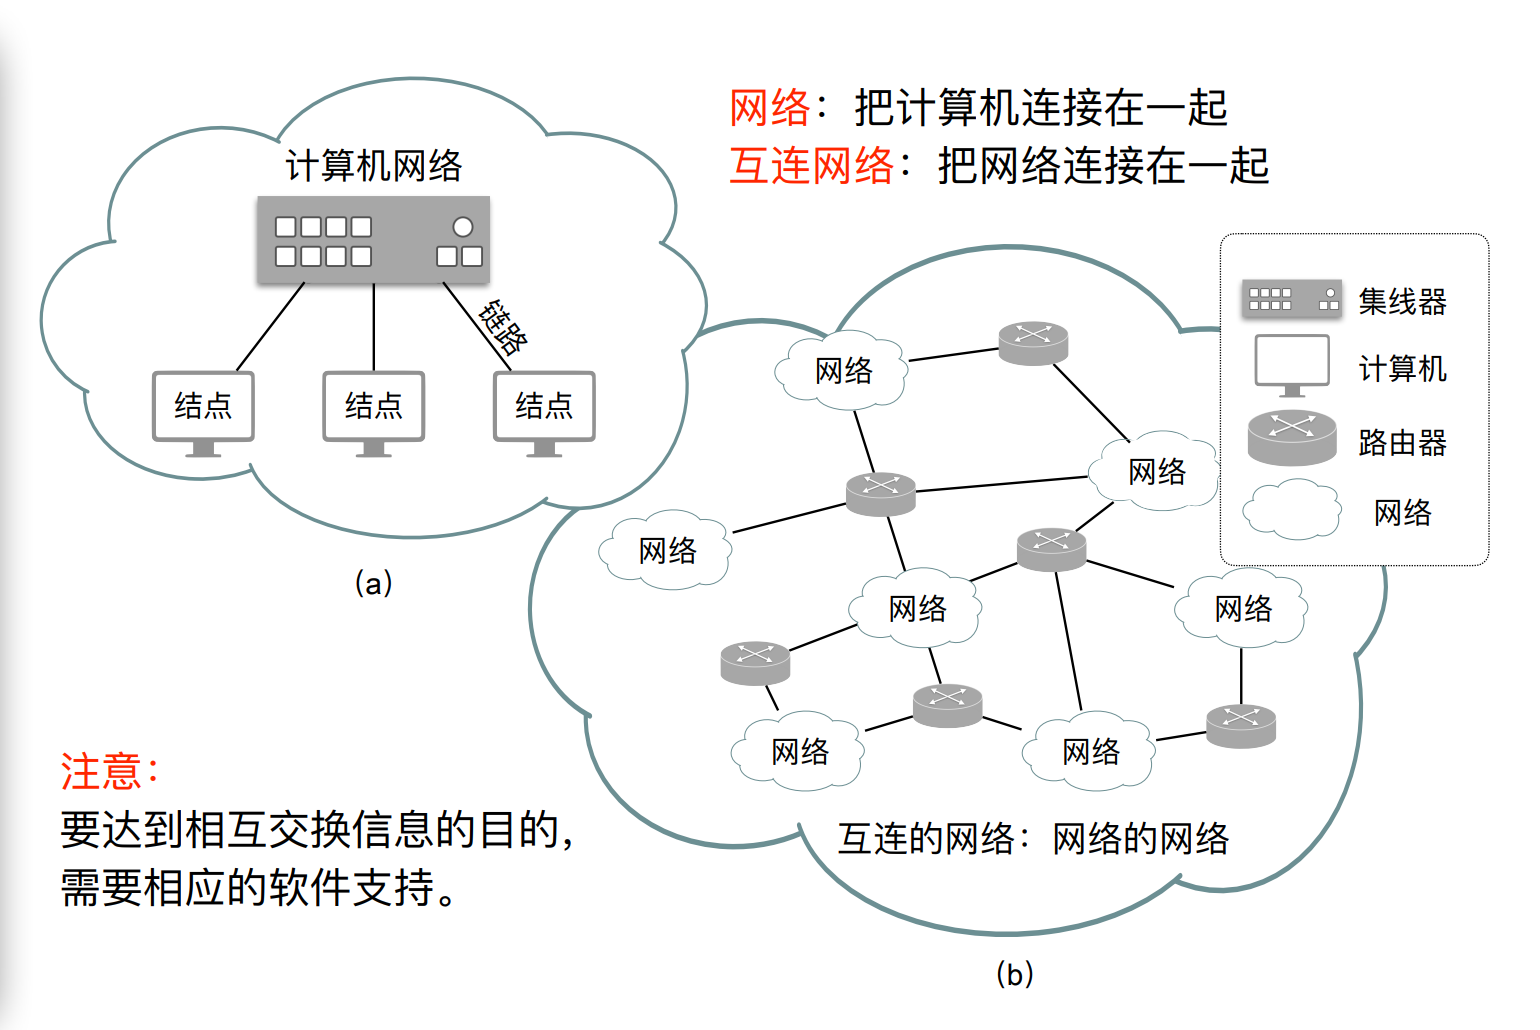 网络：把计算机连接在一起
互连网络：把网络连接在一起
计算机网络
链路
结点
结点
结点
(a)
集线器
计算机
路由器
网络
网络
网络
网络
网络
网络
网络
网络
互连的网络：网络的网络
(b)
注意：
要达到相互交换信息的目的，
需要相应的软件支持。